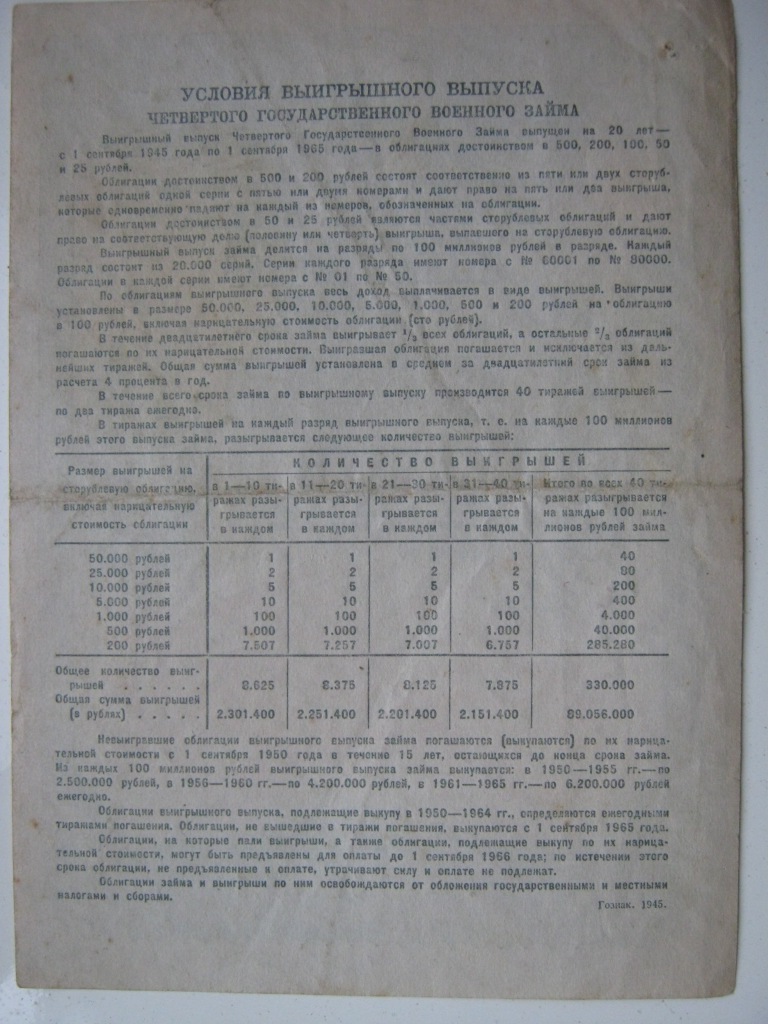 УСЛОВИЯ ВЫИГРЫШНОГО ВЫПУСКА
ЧЕТВЕРТОГО ГОСУДАРСТВЕННОГО ВОЕННОГО ЗАЙМА
Выигрышный выпуск Четвертого Государственного Военного Займа выпущен на 20 лет—
с 1 сентября 1945 года по 1 сентября 1965 года—в облигациях достоинством в 500, 200, 100, 50
и 25 рублей.
Облигации достоинством в 500 и 200 рублей состоят соответственно из пяти или двух сторуб-
левых облигаций одной серии с пятью или двумя номерами и дают право на пять или два выигрыша,
которые одновременно падают на каждый из номеров, обозначенных на облигации.
Облигации достоинством в 50 и 25 рублей являются частями сторублевых облигаций и дают
право на соответствующую долю (половину или четверть) выигрыша, выпавшего на сторублевую облигацию.
Выигрышный выпуск займа делится на разряды по 100 миллионов рублей в разряде. Каждый
разряд состоит из 20.000 серий. Серии каждого разряда имеют номера с № 60001 по № 80000.
Облигации в каждой серии имеют номера с № 01 по № 50.
По облигациям выигрышного выпуска весь доход выплачивается в виде выигрышей. Выигрыши
установлены в размере 50.000, 25.000, 10.000, 5.000, 1.000, 500 и 200 рублей на облигацию
в 100 рублей, включая нарицательную стоимость облигации (сто рублей).
В течение двадцатилетнего срока займа выигрывает 1/3 всех облигаций, а остальные 2/3 облигаций
погашаются по их нарицательной стоимости. Выигравшая облигация погашается и исключается из даль-
нейших тиражей. Общая сумма выигрышей установлена в среднем за двадцатилетний срок займа из
расчета 4 процента в год.
В течение всего срока займа по выигрышному выпуску производится 40 тиражей выигрышей—
по два тиража ежегодно.
В тиражах выигрышей на каждый разряд выигрышного выпуска, т. е. на каждые 100 миллионов
рублей этого выпуска займа, разыгрывается следующее количество выигрышей:
Размер выигрышей на сторублевую облигацию, включая нарицательную стоимость облигации
КОЛИЧЕСТВО ВЫИГРЫШЕЙ
в 1—10 ти- в 11—20 ти- в 21—30 ти- в 31—40 ти- Итого во всех 40 ти-
ражах разы- ражах разы- ражах разы- ражах разы- ражах разыгрывается
грывается грывается грывается грывается на каждые 100 мил-
в каждом в каждом в каждом в каждом лионов рублей займа
50.000 рублей 1 1 1 1 40
25.000 рублей 2 2 2 2 80
10.000 рублей 5 5 5 5 200
5.000 рублей 10 10 10 10 400
1.000 рублей 100 100 100 100 4.000
500 рублей 1.000 1.000 1.000 1.000 40.000
200 рублей 7.507 7.257 7.007 6.757 285.280
Общее количество выиг-
рышей . . . . . . 8.625 8.375 8.125 7.875 330.000
Общая сумма выигрышей
(в рублях) . . . . . 2.301.400 2.251.400 2.201.400 2.151.400 89.056.000
Невыигравшие облигации выигрышного выпуска займа погашаются (выкупаются) по их нарица-
тельной стоимости с 1 сентября 1950 года в течение 15 лет, остающихся до конца срока займа.
Из каждых 100 миллионов рублей выигрышного выпуска займа выкупается: в 1950—1955 гг.—по
2.500.000 рублей, в 1956—1960 гг.—по 4.200.000 рублей, в 1961—1965 гг.—по 6.200.000 рублей
ежегодно.
Облигации выигрышного выпуска, подлежащие выкупу в 1950—1964 гг., определяются ежегодными
тиражами погашения. Облигации, не вышедшие в тиражи погашения, выкупаются с 1 сентября 1965 года.
Облигации, на которые пали выигрыши, а также облигации, подлежащие выкупу по их нарица-
тельной стоимости, могут быть предъявлены для оплаты до 1 сентября 1966 года; по истечении этого
срока облигации, не предъявленные к оплате, утрачивают силу и оплате не подлежат.
Облигации займа и выигрыши по ним освобождаются от обложения государственными и местными
налогами и сборами.
Гознак. 1945.